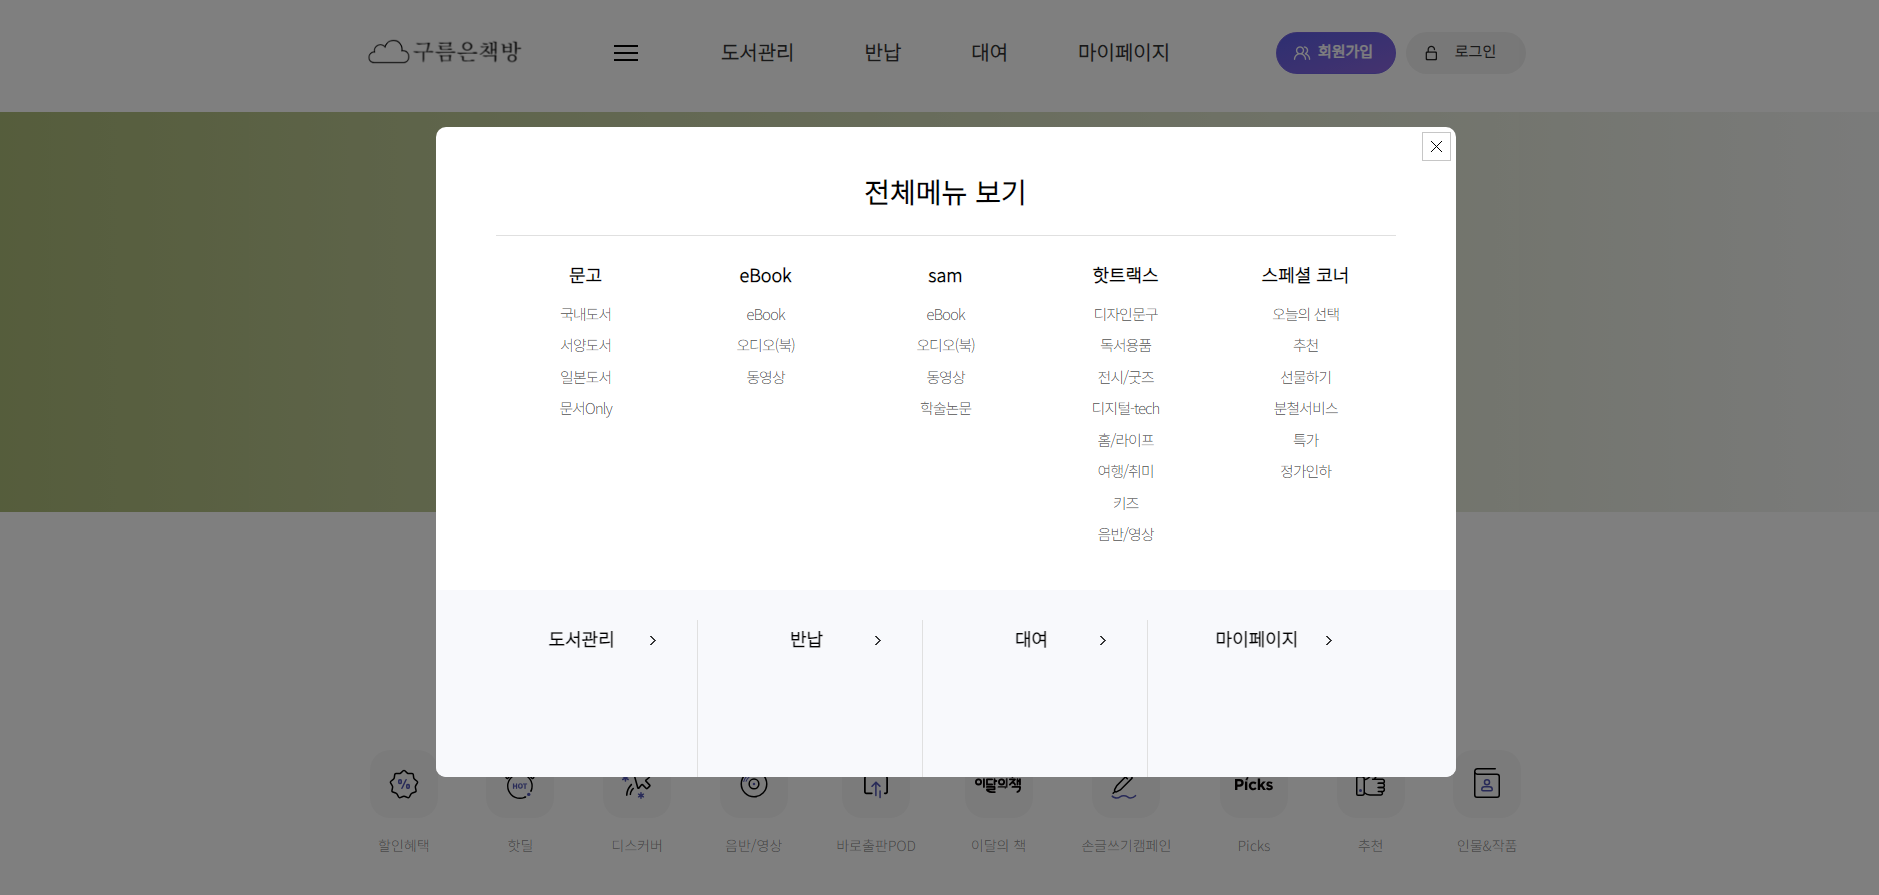 구름은책방
도서관리
반납
대여
마이페이지
회원가입
로그인
전체메뉴 보기
문고
국내도서
서양도서
일본도서
문서Only
eBook
eBook
오디오(북)
동영상
sam
eBook
오디오(북)
동영상
학술논문
핫트랙스
디자인문구
독서용품
전시/굿즈
디지털-tech
홈/라이프
여행/취미
키즈
음반/영상
스페셜 코너
오늘의 선택
추천
선물하기
분철서비스
특가
정가인하
도서관리
반납
대여
마이페이지
%
HOT
이달의책
Picks
할인혜택
핫딜
디스커버
음반/영상
바로출판POD
이달의 책
손글쓰기캠페인
Picks
추천
인물&작품